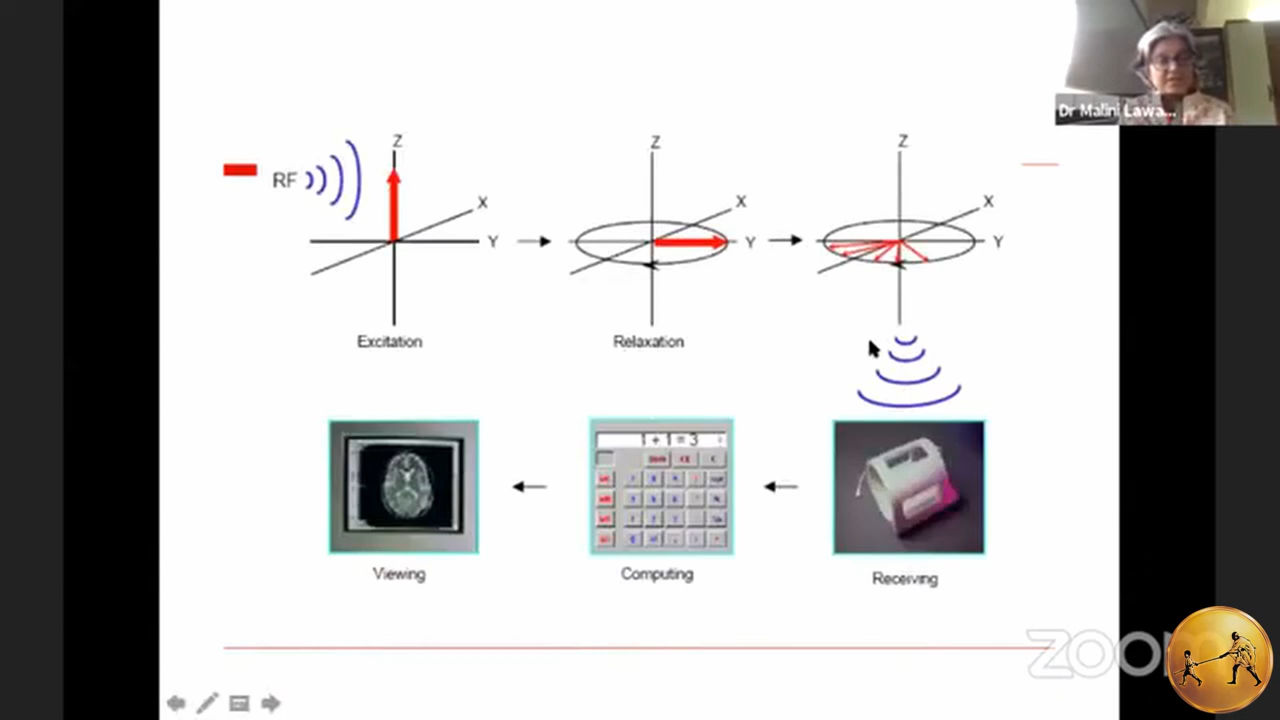 Dr Malini Lawa...
Z
Z
Z
RF
X
X
X
Y
Y
Y
Excitation
Relaxation
1+1=3
Viewing
Computing
Receiving
zoom